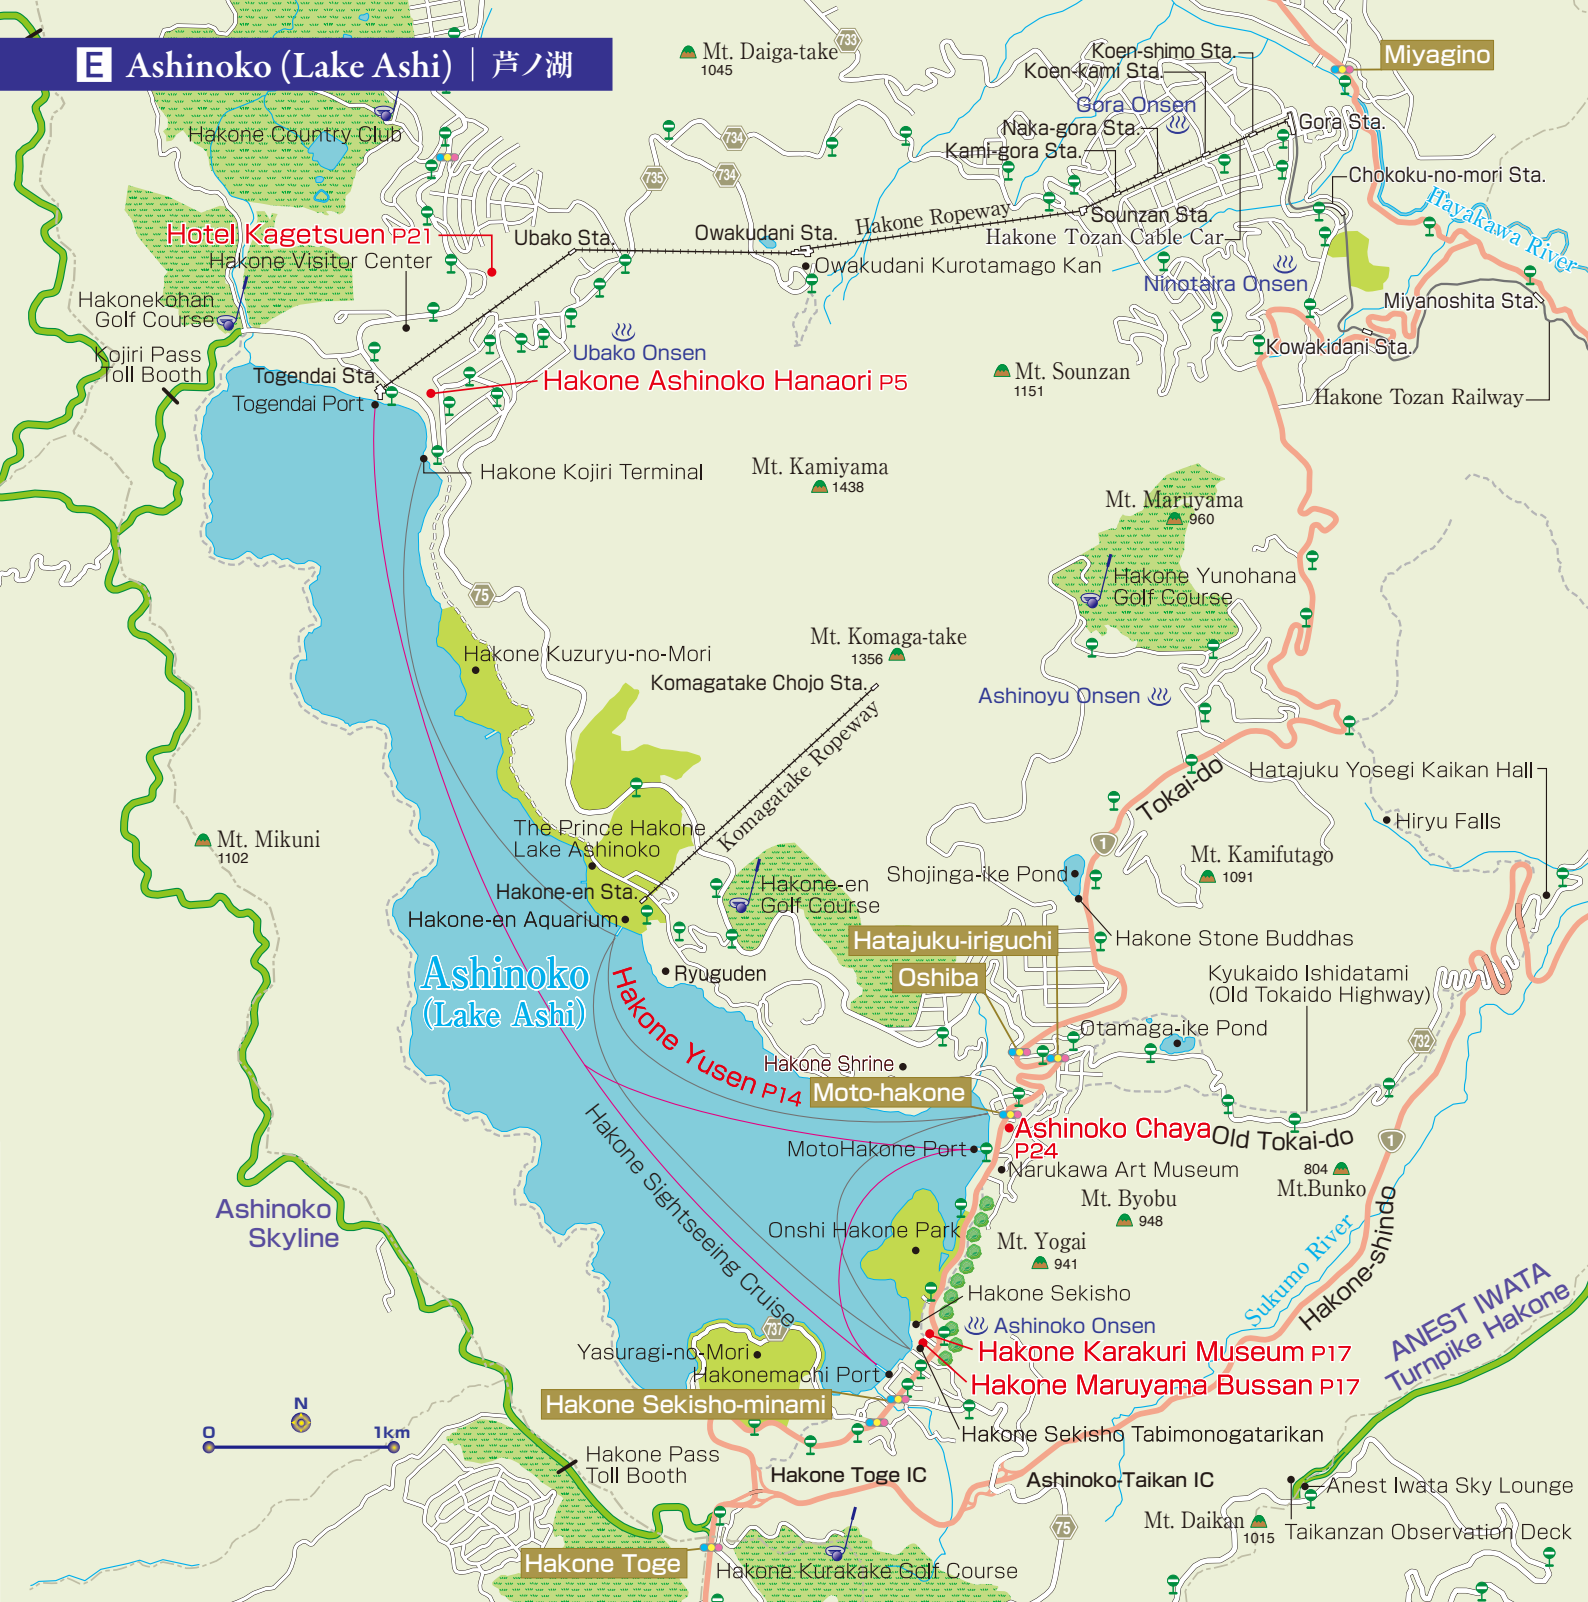 E Ashinoko (Lake Ashi) | 芦ノ湖
Mt. Daiga-take
1045
733
Koen-shimo Sta.
Koen-kami Sta.
Miyagino
Gora Onsen
Naka-gora Sta.
Kami-gora Sta.
Gora Sta.
Hakone Country Club
734
734
735
Chokoku-no-mori Sta.
Hayakawa River
Hotel Kagetsuen P21
Hakone Visitor Center
Ubako Sta.
Owakudani Sta.
Hakone Ropeway
Sounzan Sta.
Hakone Tozan Cable Car
Owakudani Kurotamago Kan
Ninotaira Onsen
Hakonekohan
Golf Course
Miyanoshita Sta.
Ubako Onsen
Kowakidani Sta.
Kojiri Pass
Toll Booth
Togendai Sta.
Togendai Port
Hakone Ashinoko Hanaori P5
Mt. Sounzan
1151
Hakone Tozan Railway
Hakone Kojiri Terminal
Mt. Kamiyama
1438
Mt. Maruyama
960
Hakone Yunohana
Golf Course
75
Mt. Komaga-take
1356
Hakone Kuzuryu-no-Mori
Komagatake Chojo Sta.
Ashinoyu Onsen
Komagatake Ropeway
Tokai-do
Hatajuku Yosegi Kaikan Hall
Hiryu Falls
Mt. Mikuni
1102
The Prince Hakone
Lake Ashinoko
1
Mt. Kamifutago
1091
Shojinga-ike Pond
Hakone-en Sta.
Hakone-en
Golf Course
Hakone-en Aquarium
Hatajuku-iriguchi
Hakone Stone Buddhas
Oshiba
Ryuguden
Ashinoko
(Lake Ashi)
Kyukaido Ishidatami
(Old Tokaido Highway)
Hakone Yusen P14
Otamaga-ike Pond
732
Hakone Shrine
Moto-hakone
Ashinoko Chaya
P24
Old Tokai-do
1
MotoHakone Port
Narukawa Art Museum
804
Mt.Bunko
Hakone Sightseeing Cruise
Mt. Byobu
948
Ashinoko
Skyline
Onshi Hakone Park
Mt. Yogai
941
Sukumo River
Hakone-shindo
Hakone Sekisho
ANEST IWATA
Turnpike Hakone
Ashinoko Onsen
737
Yasuragi-no-Mori
Hakone Karakuri Museum P17
Hakonemachi Port
Hakone Maruyama Bussan P17
Hakone Sekisho-minami
N
0 1km
Hakone Sekisho Tabimonogatarikan
Hakone Pass
Toll Booth
Hakone Toge IC
Ashinoko-Taikan IC
Anest Iwata Sky Lounge
75
Mt. Daikan
1015
Taikanzan Observation Deck
Hakone Toge
Hakone Kurakake Golf Course